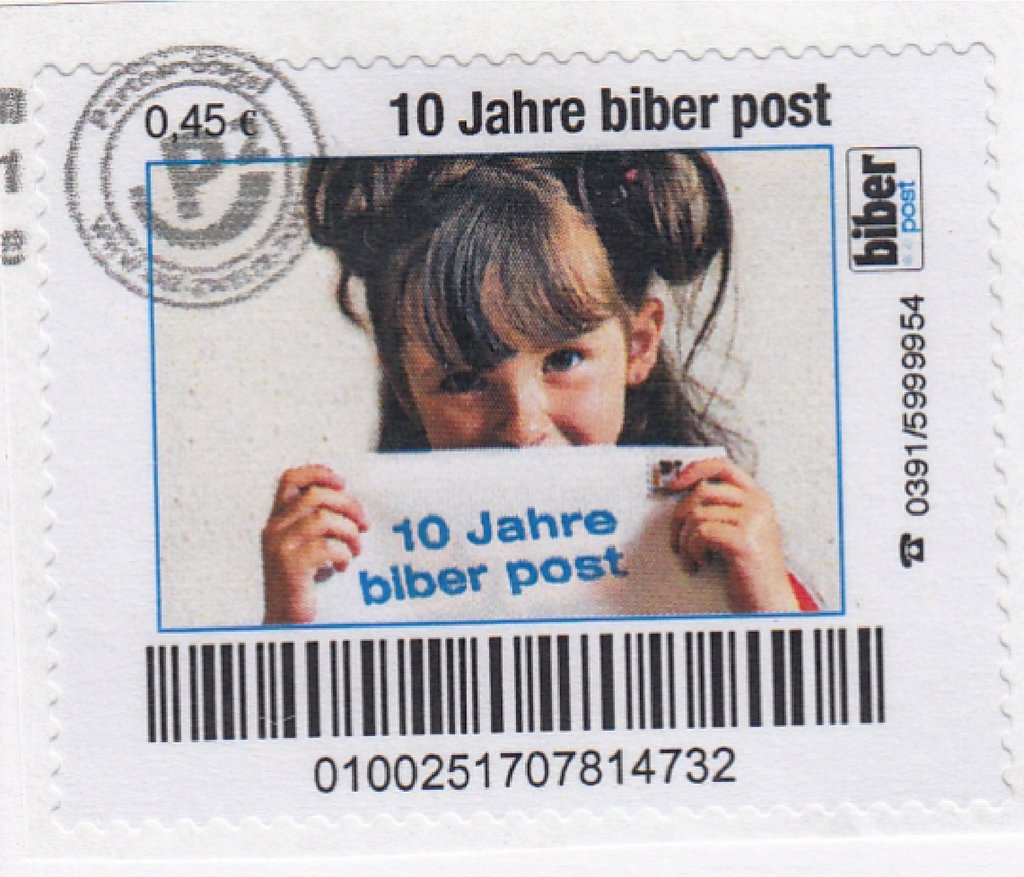 0,45 €
10 Jahre biber post
biber
post
☎ 0391/5999954
10 Jahre
biber post
0100251707814732